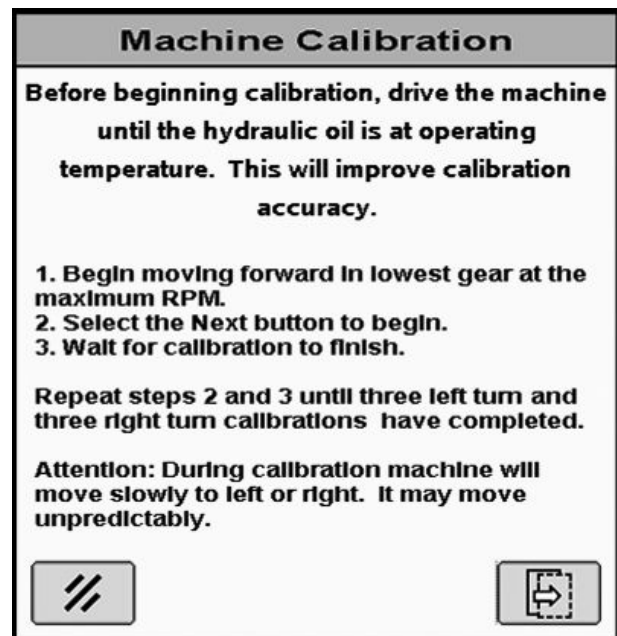 Machine Calibration
Before beginning calibration, drive the machine
until the hydraulic oil is at operating
temperature. This will improve calibration
accuracy.
1. Begin moving forward in lowest gear at the
maximum RPM.
2. Select the Next button to begin.
3. Wait for calibration to finish.
Repeat steps 2 and 3 until three left turn and
three right turn calibrations have completed.
Attention: During calibration machine will
move slowly to left or right. It may move
unpredictably.